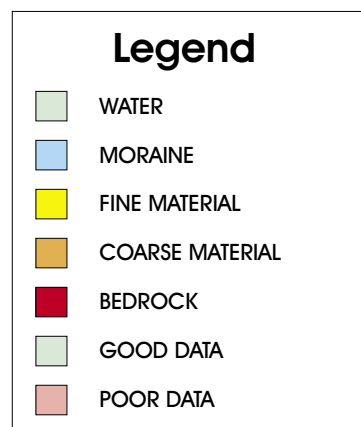 Legend
WATER
MORAINE
FINE MATERIAL
COARSE MATERIAL
BEDROCK
GOOD DATA
POOR DATA